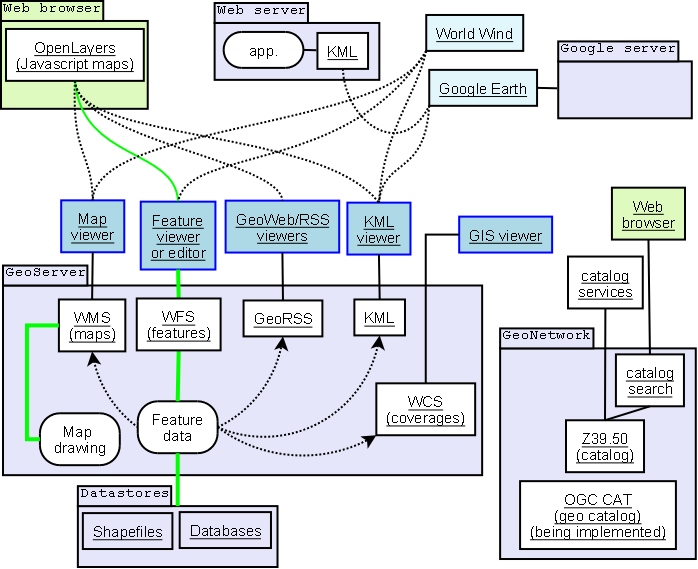 Web browser
OpenLayers
(Javascript maps)
Web server
app.
KML
World Wind
Google Earth
Google server
Map
viewer
Feature
viewer
or editor
GeoWeb/RSS
viewers
KML
viewer
GIS viewer
Web
browser
GeoServer
WMS
(maps)
WFS
(features)
GeoRSS
KML
catalog
services
GeoNetwork
catalog
search
WCS
(coverages)
Map
drawing
Feature
data
Z39.50
(catalog)
OGC CAT
(geo catalog)
(being implemented)
Datastores
Shapefiles
Databases